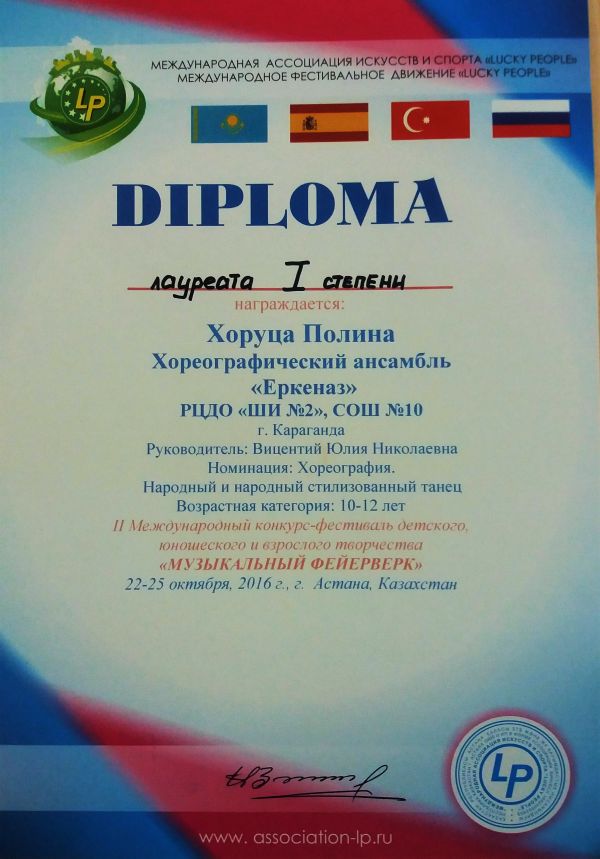 МЕЖДУНАРОДНАЯ АССОЦИАЦИЯ ИСКУССТВ И СПОРТА «LUCKY PEOPLE»
МЕЖДУНАРОДНОЕ ФЕСТИВАЛЬНОЕ ДВИЖЕНИЕ «LUCKY PEOPLE»
LP
DIPLOMA
лауреата I степени
награждается:
Хоруца Полина
Хореографический ансамбль
«Еркеназ»
РЦДО «ШИ №2», СОШ №10
г. Караганда
Руководитель: Вицентий Юлия Николаевна
Номинация: Хореография.
Народный и народный стилизованный танец
Возрастная категория: 10-12 лет
II Международный конкурс-фестиваль детского,
юношеского и взрослого творчества
«МУЗЫКАЛЬНЫЙ ФЕЙЕРВЕРК»
22-25 октября, 2016 г., г. Астана, Казахстан
LP
www. association-lp.ru